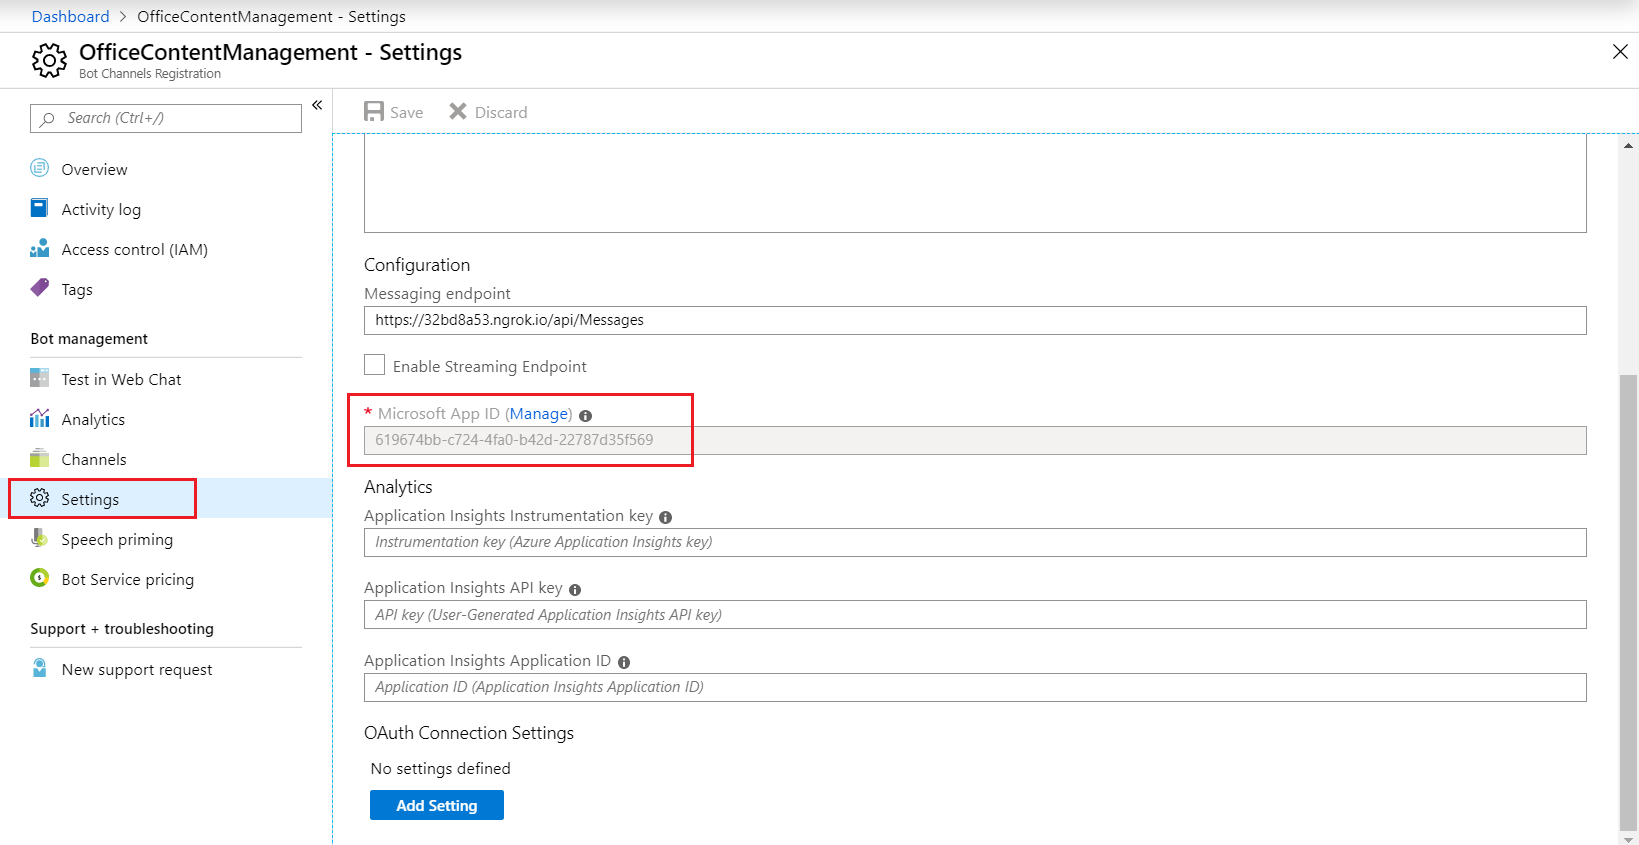 Dashboard > OfficeContentManagement - Settings
OfficeContentManagement - Settings
Bot Channels Registration
Search (Ctrl+/)
«
Overview
Activity log
Access control (IAM)
Tags
Bot management
Test in Web Chat
Analytics
Channels
Settings
Speech priming
Bot Service pricing
Support + troubleshooting
New support request
Save Discard
Configuration
Messaging endpoint
https://32bd8a53.ngrok.io/api/Messages
Enable Streaming Endpoint
* Microsoft App ID (Manage)
619674bb-c724-4fa0-b42d-22787d35f569
Analytics
Application Insights Instrumentation key
Instrumentation key (Azure Application Insights key)
Application Insights API key
API key (User-Generated Application Insights API key)
Application Insights Application ID
Application ID (Application Insights Application ID)
OAuth Connection Settings
No settings defined
Add Setting